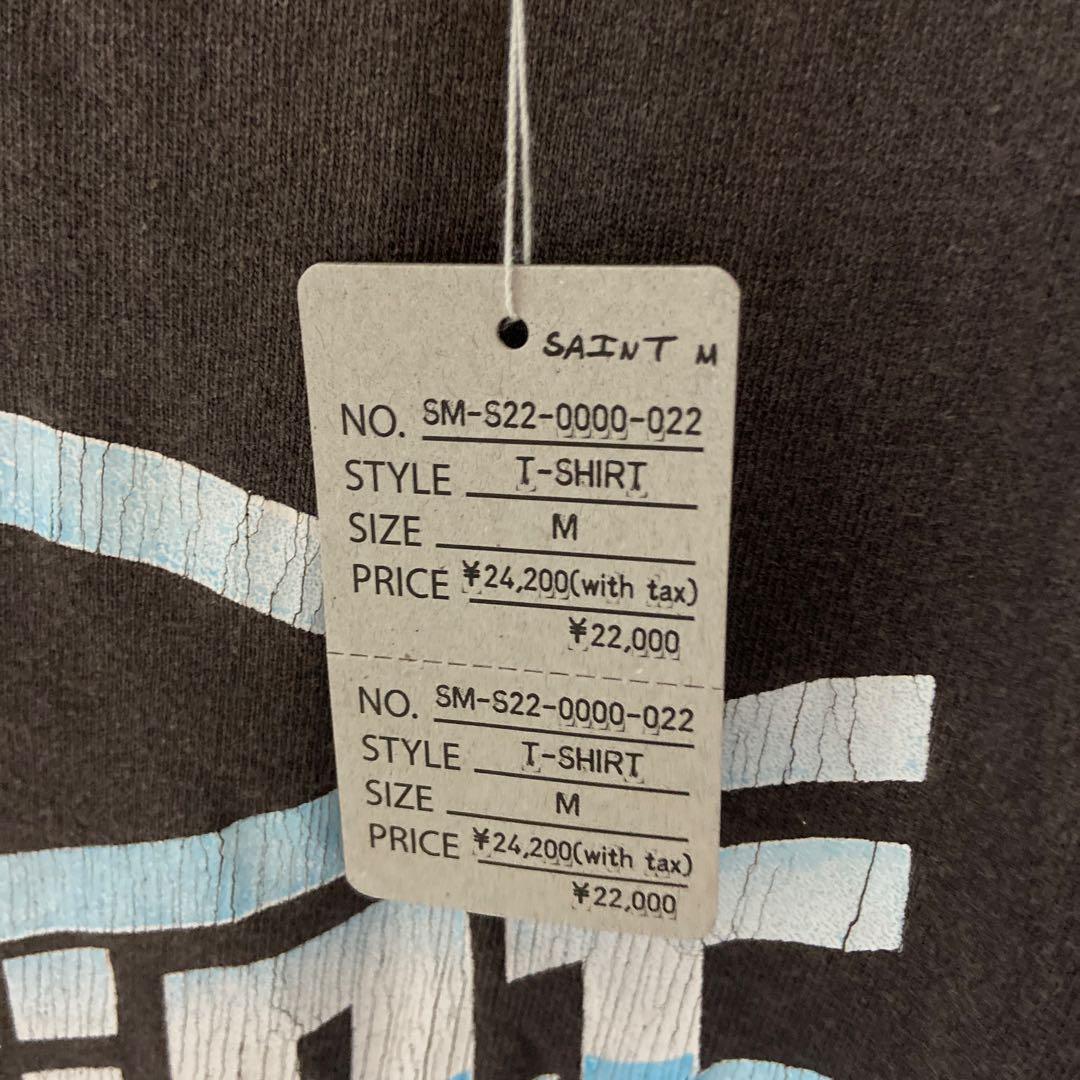 SAINT M
NO. SM-S22-0000-022
STYLE T-SHIRT
SIZE M
PRICE ¥24,200(with tax)
¥22,000
NO. SM-S22-0000-022
STYLE T-SHIRT
SIZE M
PRICE ¥24,200(with tax)
¥22,000